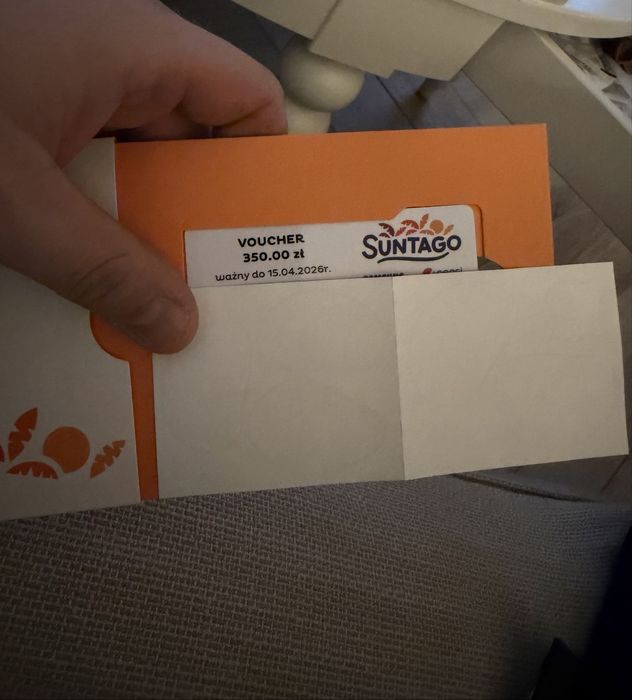 VOUCHER
350.00 zł
ważny do 15.04.2026r.
SUNTAGO